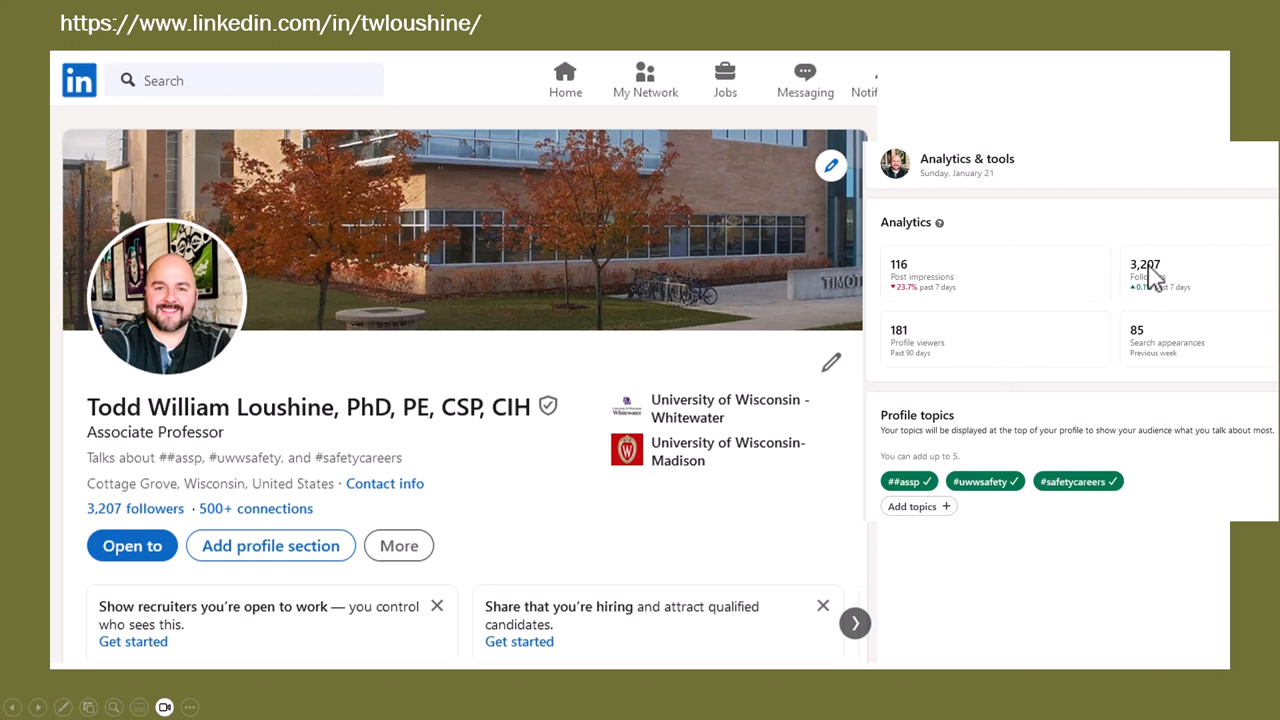 https://www.linkedin.com/in/twloushine/
in
Search
Home
My Network
Jobs
Messaging
TIMOT
Todd William Loushine, PhD, PE, CSP, CIH
Associate Professor
Talks about ##assp, #uwwsafety, and #safetycareers
Cottage Grove, Wisconsin, United States · Contact info
3,207 followers · 500+ connections
Open to
Add profile section
More
University of Wisconsin -
Whitewater
University of Wisconsin-
Madison
Show recruiters you're open to work — you control
who sees this.
Get started
Share that you're hiring and attract qualified
candidates.
Get started
Analytics & tools
Sunday, January 21
Analytics
116
Post impressions
23.7% past 7 days
3,207
7 days
181
Profile viewers
Past 90 days
85
Search appearances
Previous week
Profile topics
Your topics will be displayed at the top of your profile to show your audience what you talk about most.
You can add up to 5.
##assp
#uwwsafety
#safetycareers
Add topics +